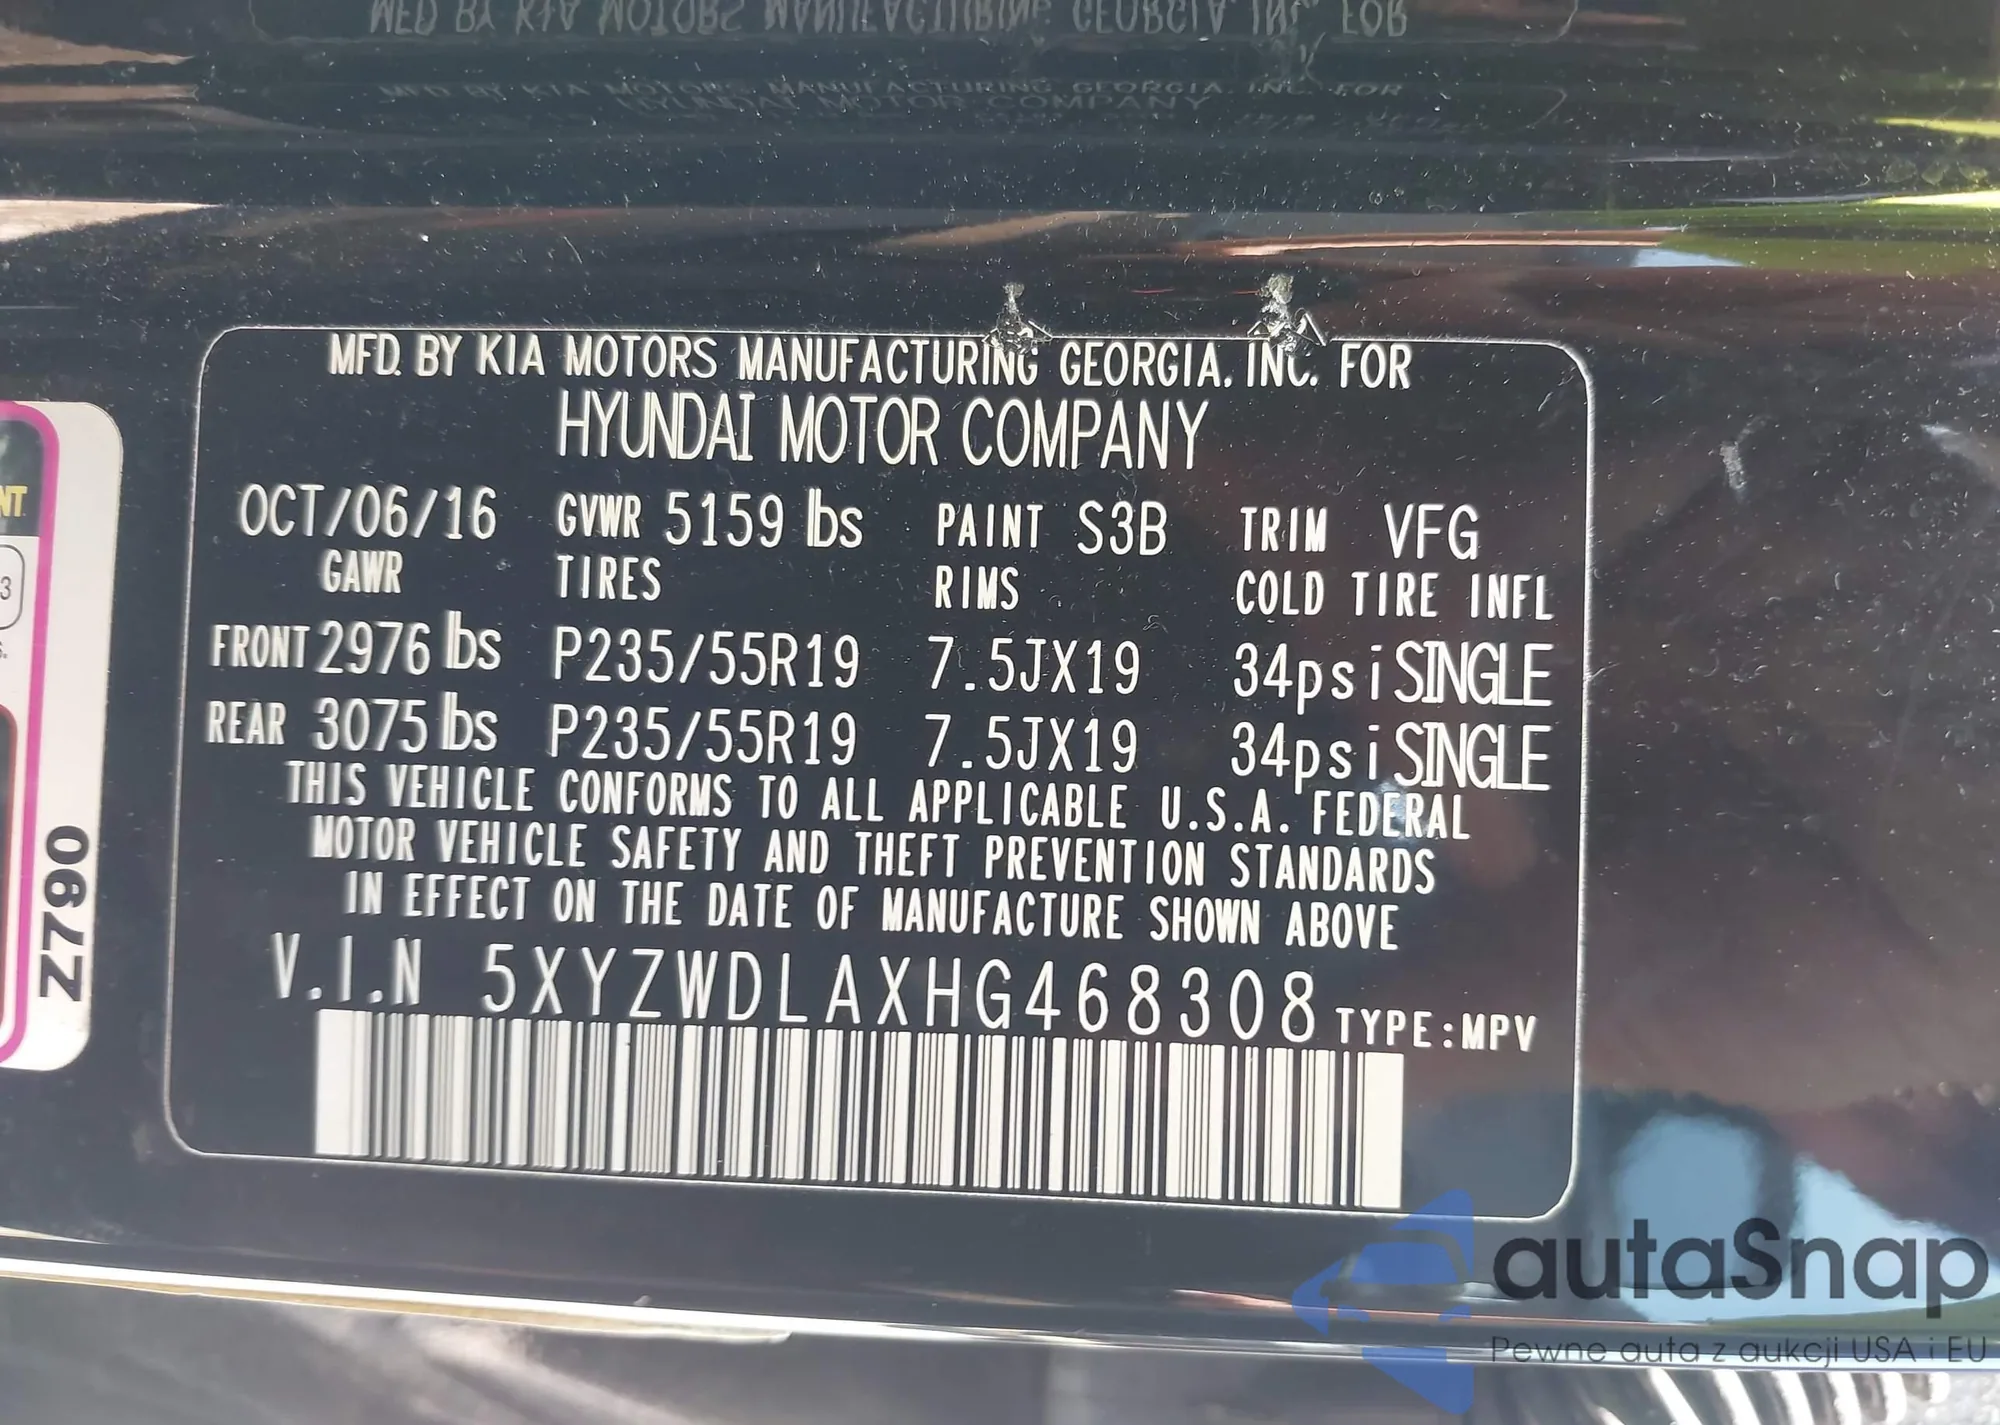 MFD. BY KIA MOTORS MANUFACTURING GEORGIA, INC. FOR
HYUNDAI MOTOR COMPANY
OCT/06/16 GVWR 5159 lbs PAINT S3B TRIM VFG
GAWR TIRES RIMS COLD TIRE INFL
FRONT 2976 lbs P235/55R19 7.5JX19 34psi SINGLE
REAR 3075 lbs P235/55R19 7.5JX19 34psi SINGLE
THIS VEHICLE CONFORMS TO ALL APPLICABLE U.S.A. FEDERAL
MOTOR VEHICLE SAFETY AND THEFT PREVENTION STANDARDS
IN EFFECT ON THE DATE OF MANUFACTURE SHOWN ABOVE
V.I.N 5XYZWDLAXHG468308 TYPE:MPV
NT
3
Z790
autaSnap
Pewne auta z aukcji USA i EU